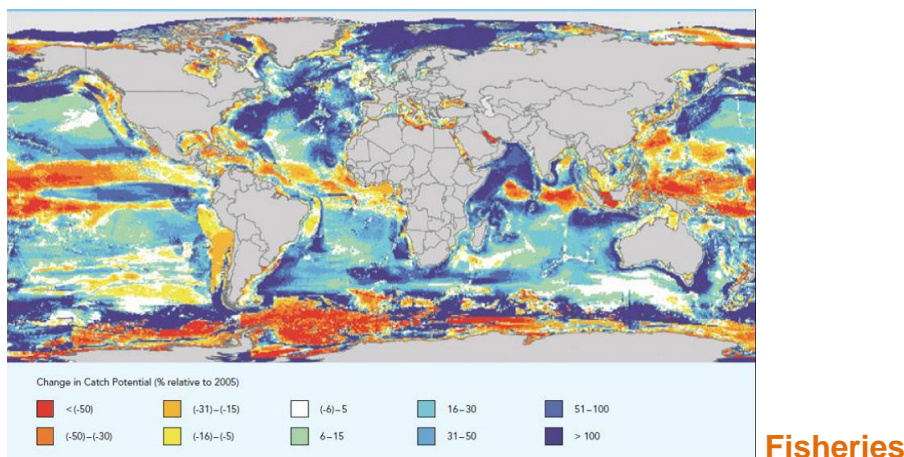 Change in Catch Potential (% relative to 2005)
<(-50) (-31)–(-15) (-6)–5 16–30 51–100
(-50)–(-30) (-16)–(-5) 6–15 31–50 > 100
Fisheries